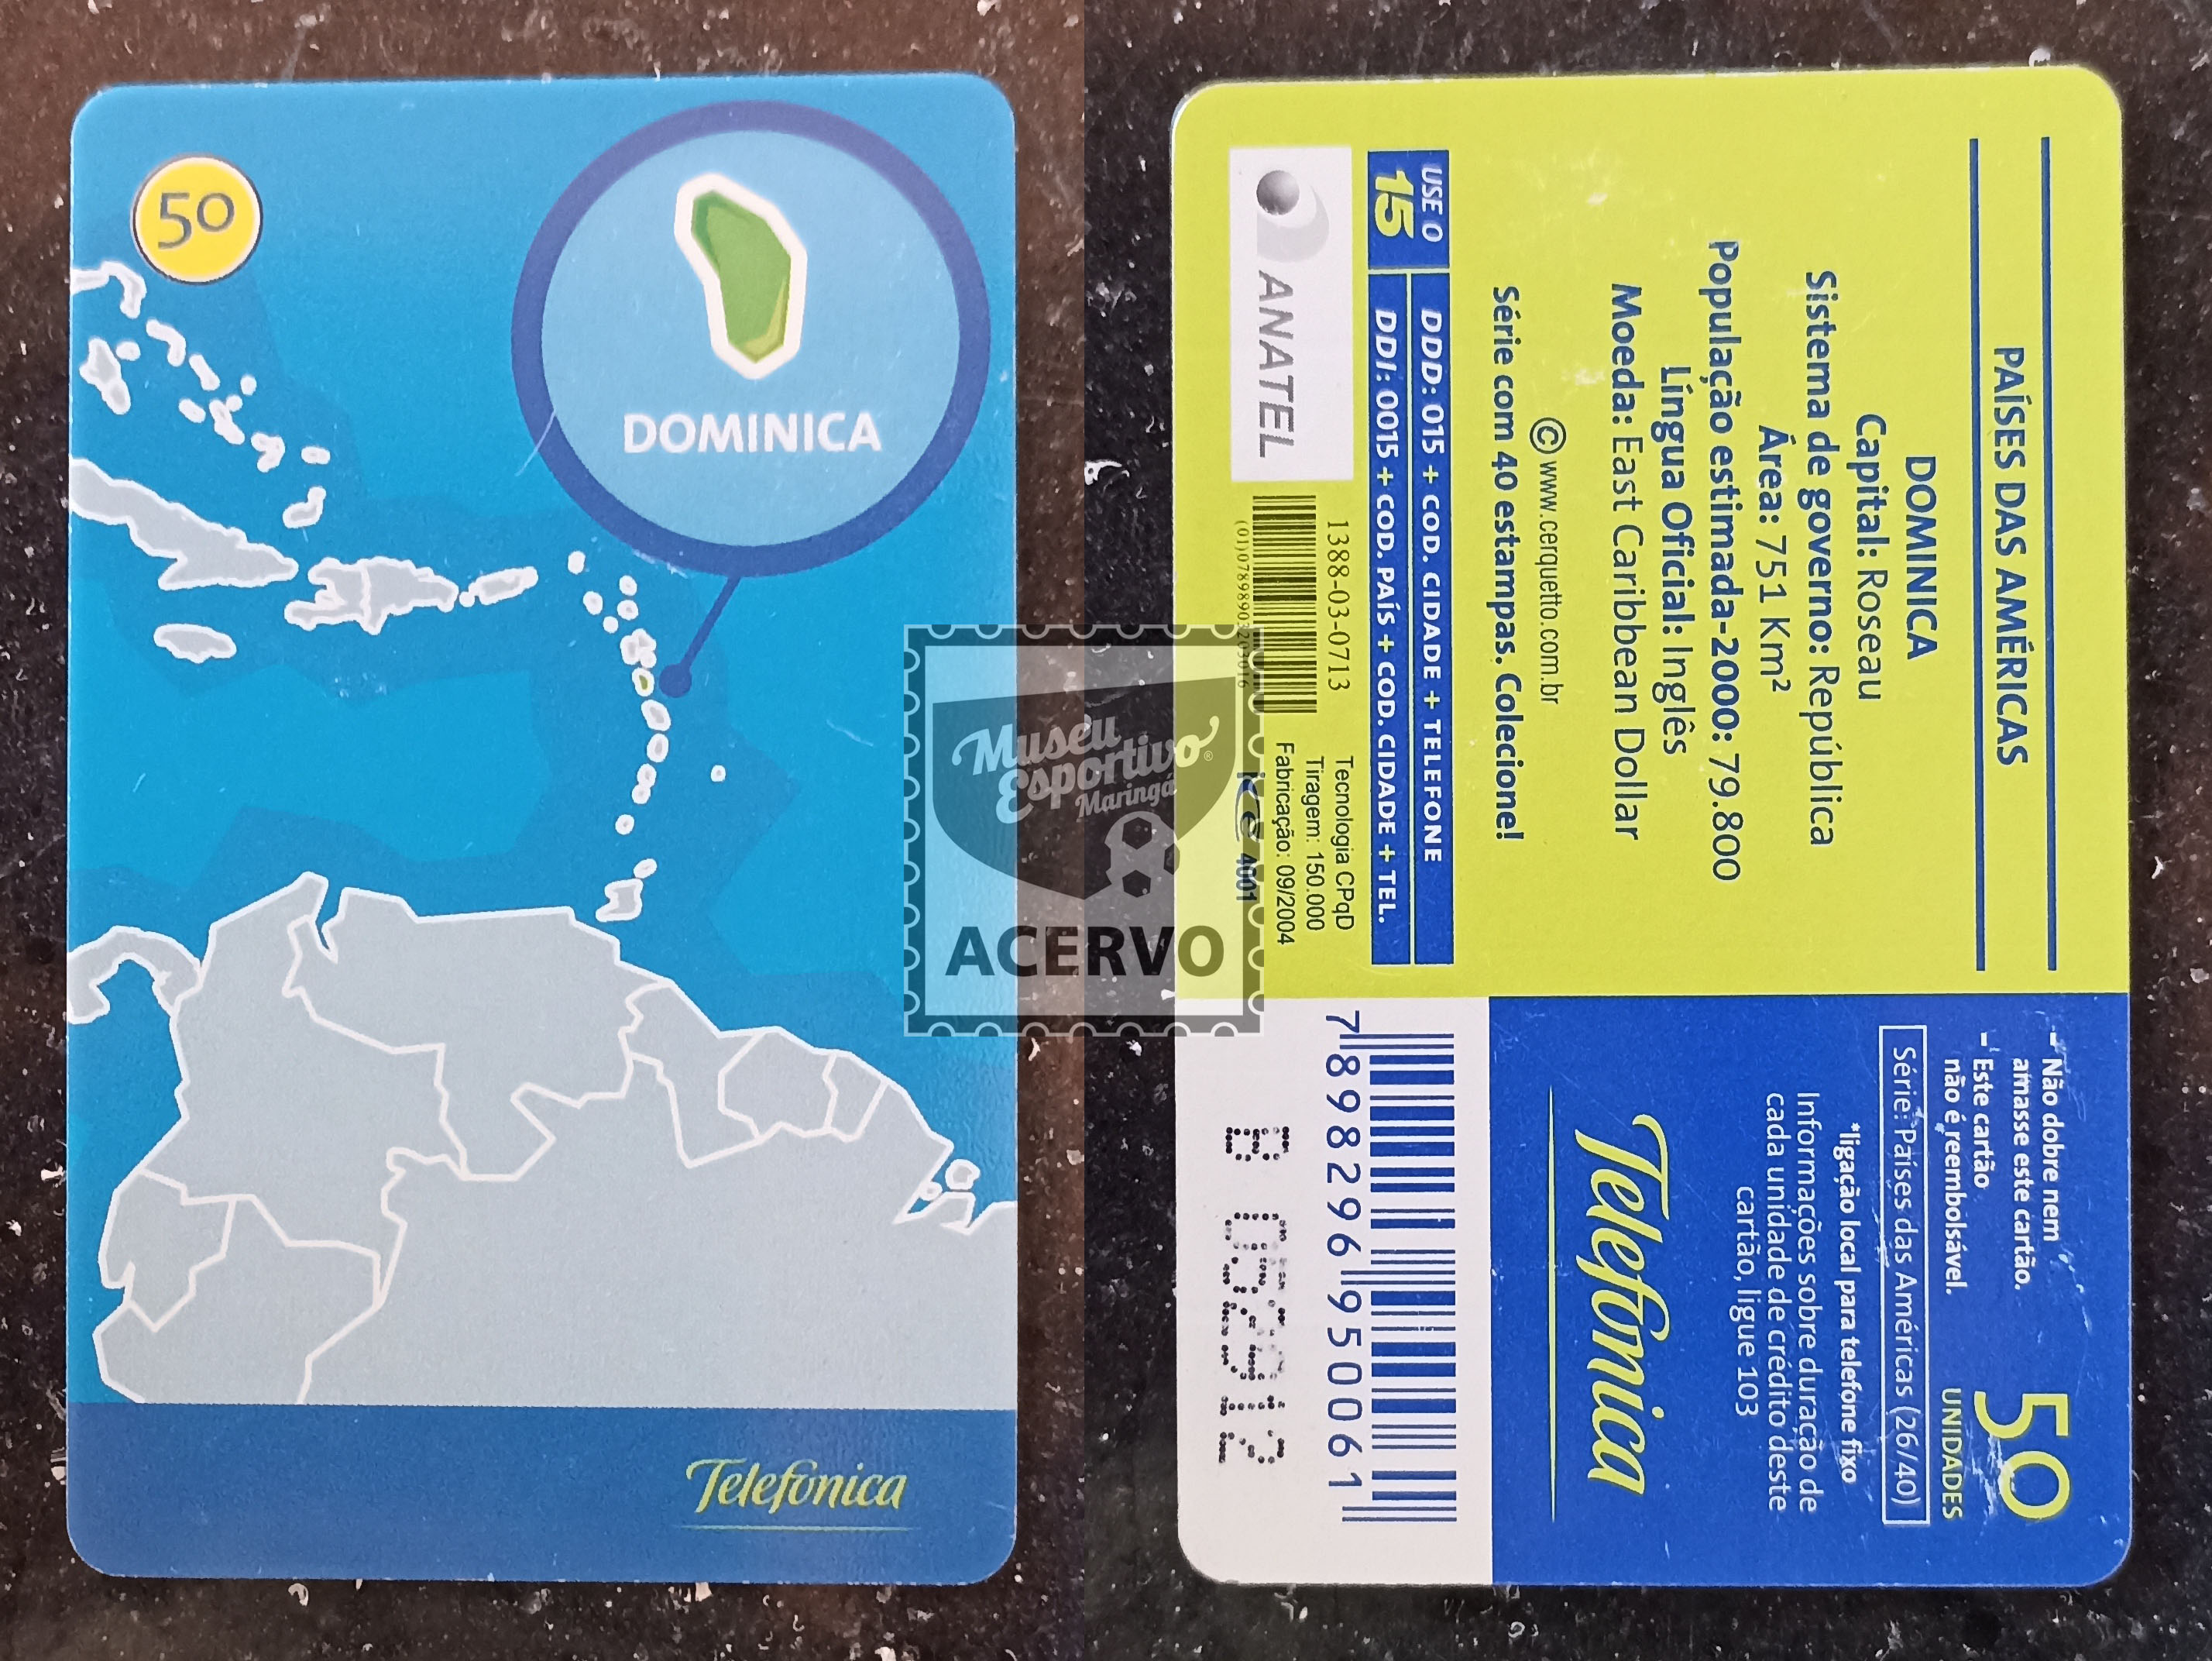 50
DOMINICA
Telefónica
PAÍSES DAS AMÉRICAS
DOMINICA
Capital: Roseau
Sistema de governo: República
Área: 751 Km²
População estimada-2000: 79.800
Língua Oficial: Inglês
Moeda: East Caribbean Dollar
© www.cerquetto.com.br
Série com 40 estampas. Colecione!
USE O
15
DDD: 015 + COD. CIDADE + TELEFONE
DDI: 0015 + COD. PAÍS + COD. CIDADE + TEL.
ANATEL
1388-03-0713
Tecnologia CPqD
Tiragem: 150.000
Fabricação: 09/2004
4001
- Não dobre nem
amasse este cartão.
- Este cartão
não é reembolsável.
50
UNIDADES
Série: Países das Américas (26/40)
*ligação local para telefone fixo
Informações sobre duração de
cada unidade de crédito deste
cartão, ligue 103
Telefónica
7898296950061
Museu
Esportivo®
Maringá
ACERVO